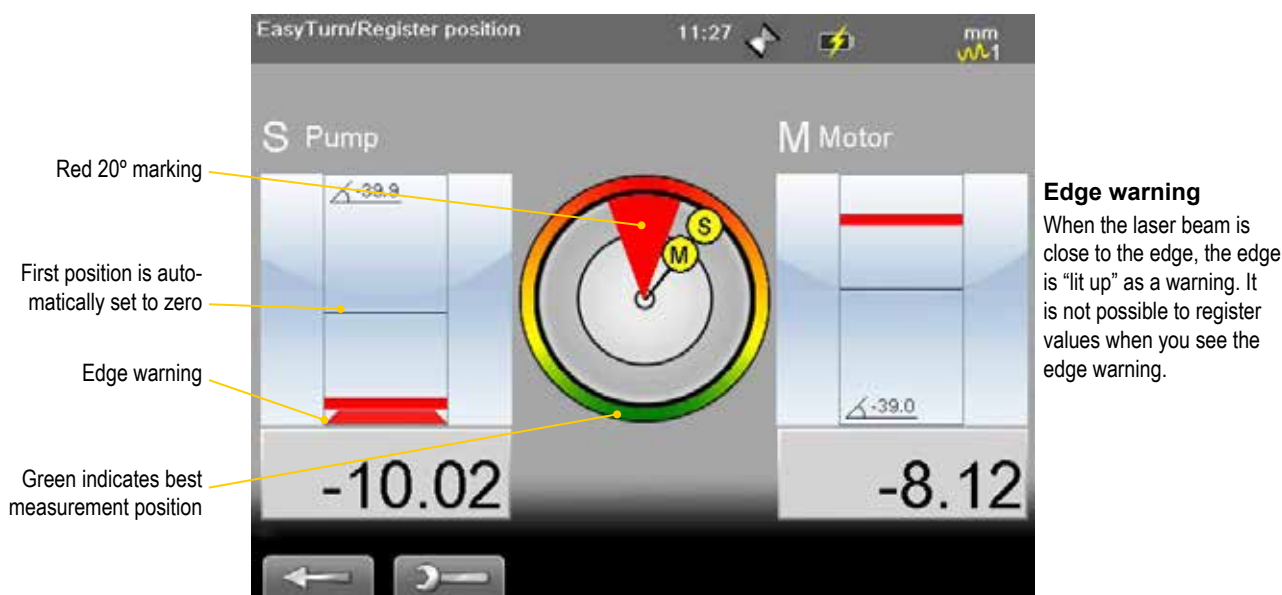 EasyTurn/Register position
11:27
mm
1
S Pump
M Motor
Red 20º marking
-39.9
S
M
First position is auto-
matically set to zero
Edge warning
-39.0
Green indicates best
measurement position
-10.02
-8.12
Edge warning
When the laser beam is
close to the edge, the edge
is “lit up” as a warning. It
is not possible to register
values when you see the
edge warning.